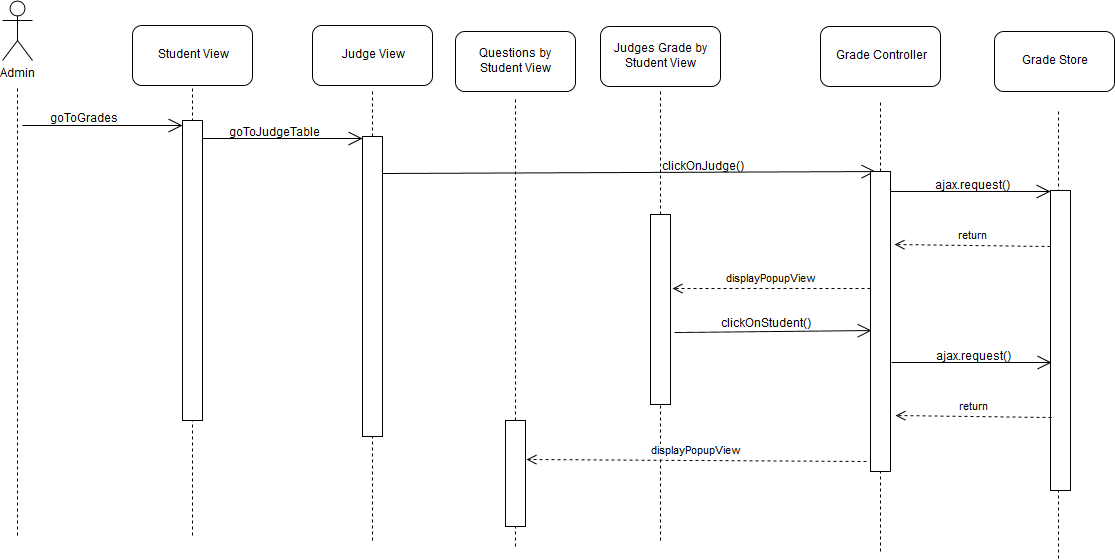 Admin
Student View
Judge View
Questions by
Student View
Judges Grade by
Student View
Grade Controller
Grade Store
goToGrades
goToJudgeTable
clickOnJudge()
ajax.request()
return
displayPopupView
clickOnStudent()
ajax.request()
return
displayPopupView